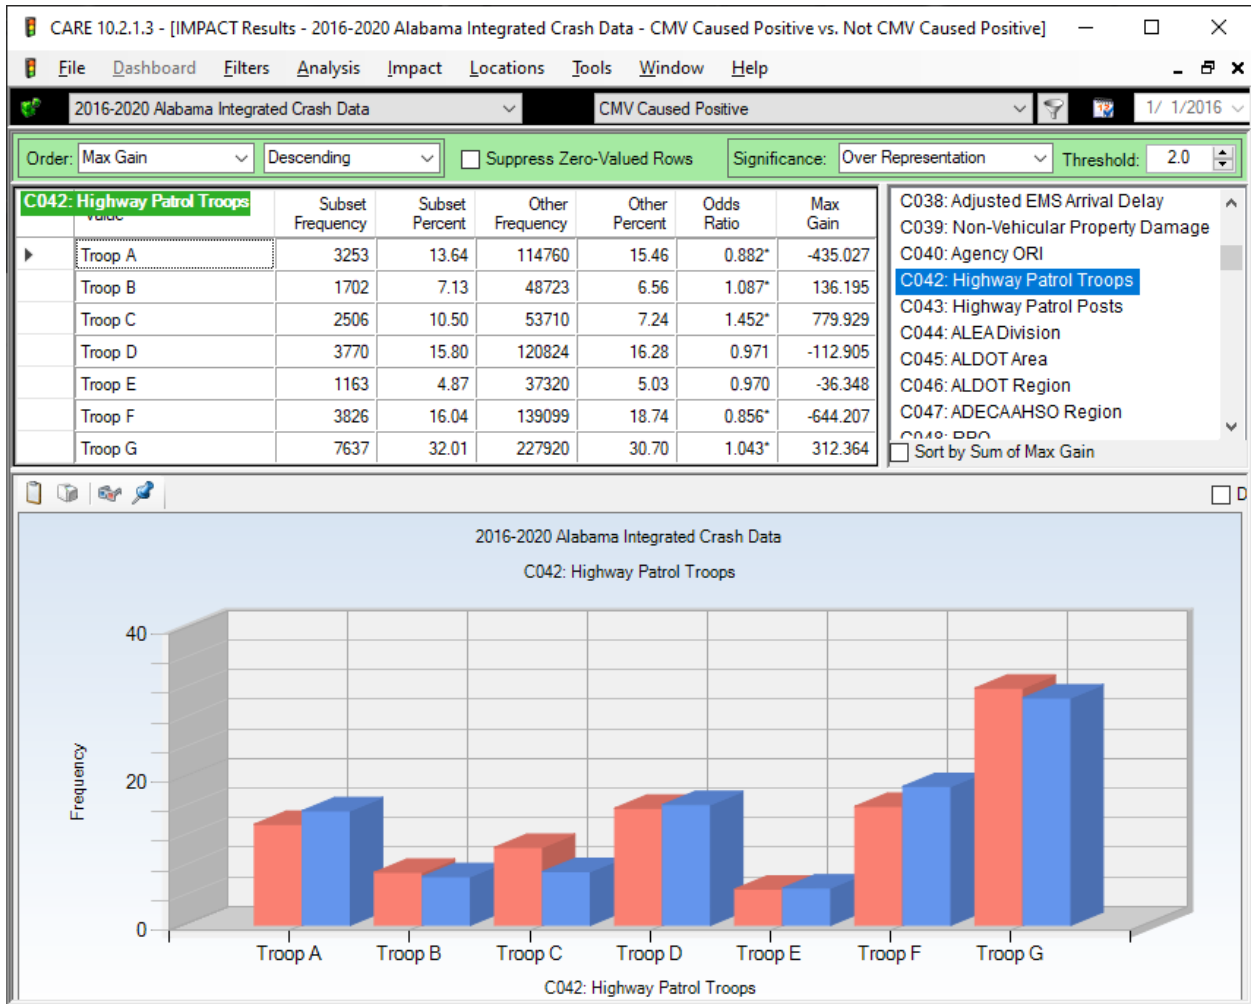 CARE 10.2.1.3 - [IMPACT Results - 2016-2020 Alabama Integrated Crash Data - CMV Caused Positive vs. Not CMV Caused Positive]
File Dashboard Filters Analysis Impact Locations Tools Window Help
2016-2020 Alabama Integrated Crash Data CMV Caused Positive 1/ 1/2016
Order: Max Gain Descending Suppress Zero-Valued Rows Significance: Over Representation Threshold: 2.0
C042: Highway Patrol Troops
Value Subset Frequency Subset Percent Other Frequency Other Percent Odds Ratio Max Gain
Troop A 3253 13.64 114760 15.46 0.882* -435.027
Troop B 1702 7.13 48723 6.56 1.087* 136.195
Troop C 2506 10.50 53710 7.24 1.452* 779.929
Troop D 3770 15.80 120824 16.28 0.971 -112.905
Troop E 1163 4.87 37320 5.03 0.970 -36.348
Troop F 3826 16.04 139099 18.74 0.856* -644.207
Troop G 7637 32.01 227920 30.70 1.043* 312.364
C038: Adjusted EMS Arrival Delay
C039: Non-Vehicular Property Damage
C040: Agency ORI
C042: Highway Patrol Troops
C043: Highway Patrol Posts
C044: ALEA Division
C045: ALDOT Area
C046: ALDOT Region
C047: ADECAAHSO Region
C048: RPO
Sort by Sum of Max Gain
D
2016-2020 Alabama Integrated Crash Data
C042: Highway Patrol Troops
40
20
0
Frequency
Troop A Troop B Troop C Troop D Troop E Troop F Troop G
C042: Highway Patrol Troops